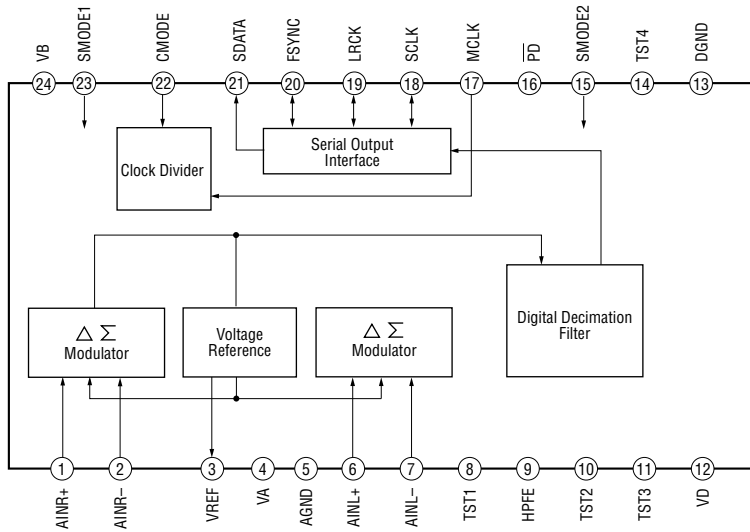 VB
SMODE1
CMODE
SDATA
FSYNC
LRCK
SCLK
MCLK
PD
SMODE2
TST4
DGND
24
23
22
21
20
19
18
17
16
15
14
13
Clock Divider
Serial Output
Interface
Δ Σ
Modulator
Voltage
Reference
Δ Σ
Modulator
Digital Decimation
Filter
1
2
3
4
5
6
7
8
9
10
11
12
AINR+
AINR–
VREF
VA
AGND
AINL+
AINL–
TST1
HPFE
TST2
TST3
VD